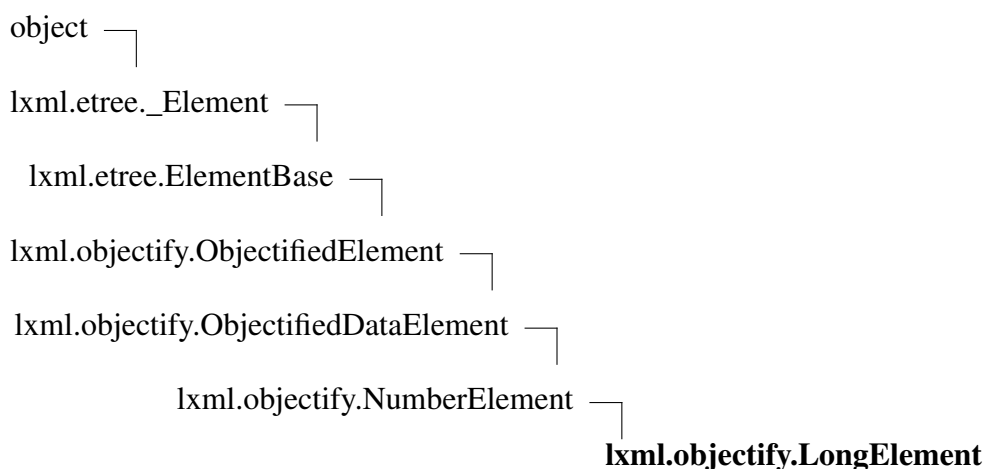 object
lxml.etree._Element
lxml.etree.ElementBase
lxml.objectify.ObjectifiedElement
lxml.objectify.ObjectifiedDataElement
lxml.objectify.NumberElement
lxml.objectify.LongElement